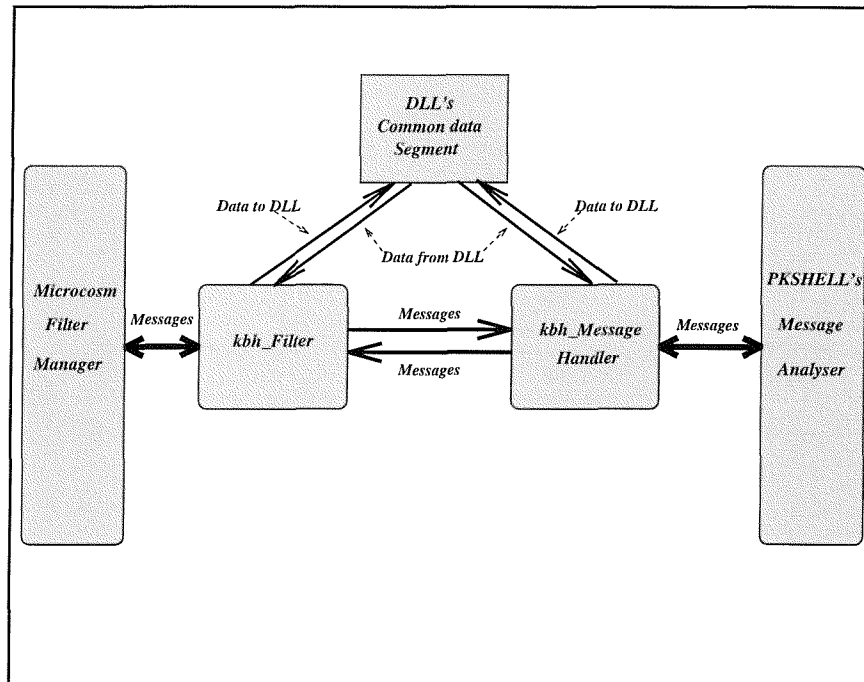 DLL's
Common data
Segment
Data to DLL
Data to DLL
Data from DLL
Microcosm
Filter
Manager
Messages
kbh_Filter
Messages
Messages
kbh_Message
Handler
Messages
PKSHELL's
Message
Analyser